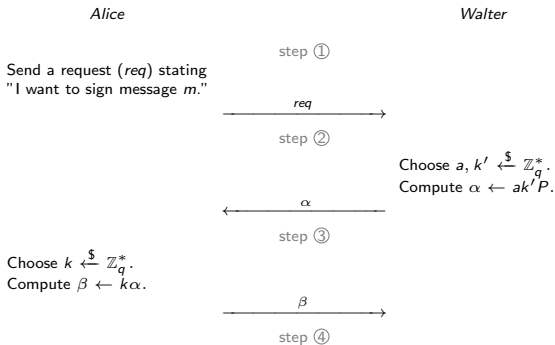 Alice
Walter
step ①
Send a request (req) stating
"I want to sign message m."
req
step ②
Choose a, k′ $← ℤ*q.
Compute α ← ak′P.
α
step ③
Choose k $← ℤ*q.
Compute β ← kα.
β
step ④